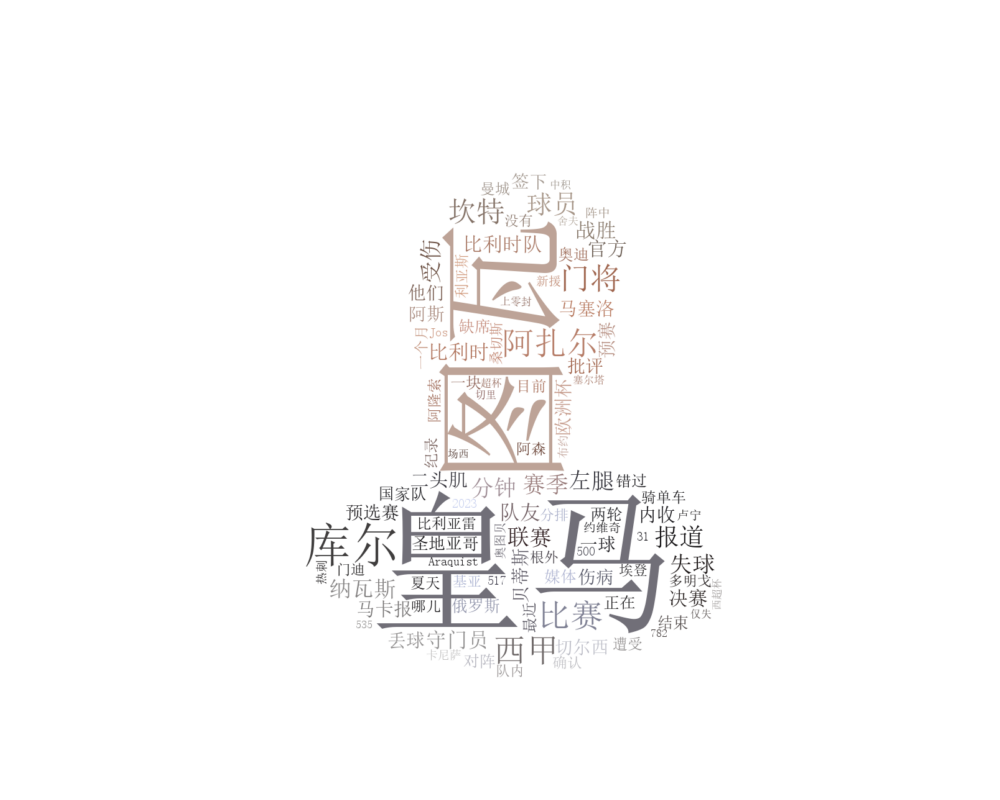 签下
中积
曼城
坎特
球员
没有
舍夫
阵中
战胜
官方
比利时队
受伤
瓦
利亚斯
奥迪
新援
门将
他们
上零封
马塞洛
阿斯
一个月
Jos
缺席
桑切斯
阿扎尔
预赛
比利时
批评
塞尔塔
图
一块
超杯
切里
目前
阿隆索
欧洲杯
纪录
场西
阿森
布约
二头肌
分钟
赛季
左腿
错过
国家队
2023
骑单车
预选赛
皇马
比利亚雷
队友
分排
两轮
内收
卢宁
库尔
圣地亚哥
奥图贝
联赛
约维奇
一球
31
报道
Araquist
500
热刺
门迪
贝蒂斯
根外
失球
夏天
基亚
517
媒体
伤病
埃登
多明戈
纳瓦斯
决赛
西超杯
马卡报
哪儿
俄罗斯
最近
比赛
正在
仅失
535
结束
782
丢球
守门员
西甲
切尔西
遭受
卡尼萨
对阵
确认
队内